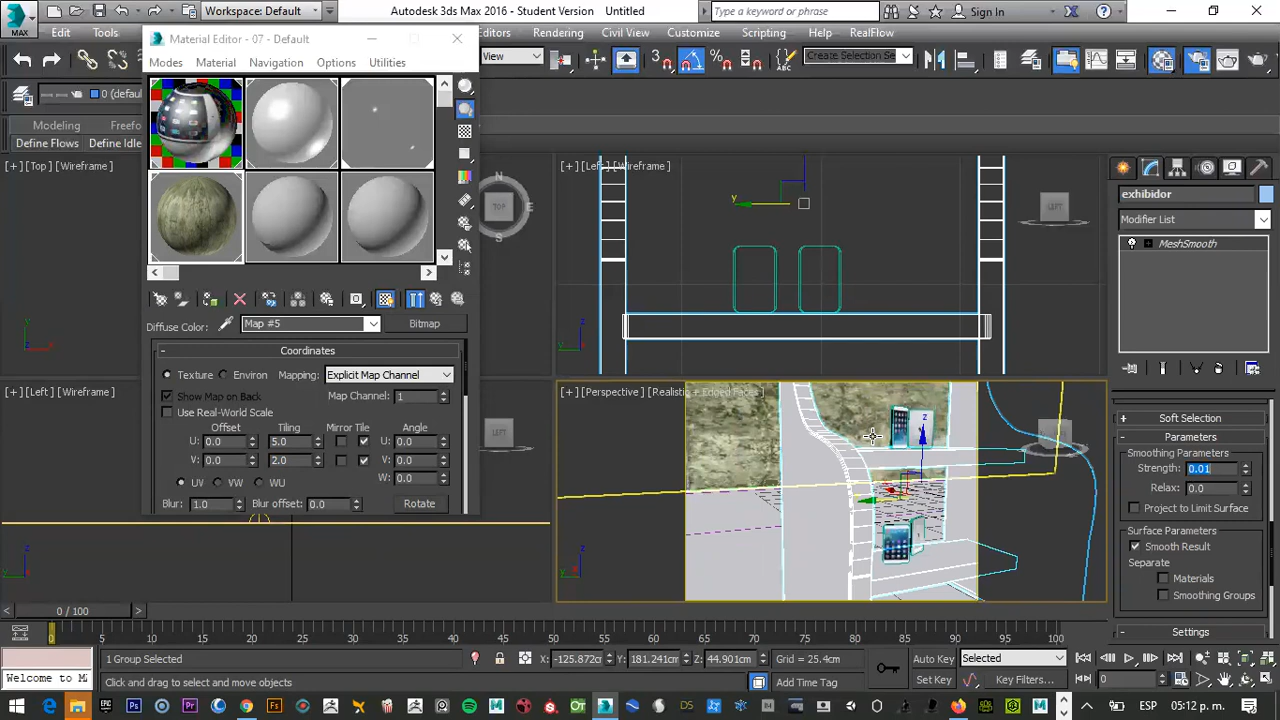 MAX
Workspace: Default
Autodesk 3ds Max 2016 - Student Version Untitled
Type a keyword or phrase
Sign In
Edit Tools
Material Editor - 07 - Default
Editors Rendering Civil View Customize Scripting Help RealFlow
Modes Material Navigation Options Utilities
View
Create Selection Se
0 (defau
Modeling Freefo
Define Flows Define Idle
[+] [Top] [Wireframe]
[+] [Left] [Wireframe]
N
TOP
E
S
LEFT
y
z
exhibidor
Modifier List
MeshSmooth
Diffuse Color: Map #5 Bitmap
Coordinates
Texture Environ Mapping: Explicit Map Channel
Show Map on Back Map Channel: 1
Use Real-World Scale
Offset Tiling Mirror Tile Angle
U: 0.0 5.0 U: 0.0
V: 0.0 2.0 V: 0.0
UV VW WU W: 0.0
Blur: 1.0 Blur offset: 0.0 Rotate
[+] [Left] [Wireframe]
[+] [Perspective] [Realistic + Edged Faces]
LEFT
z
Soft Selection
Parameters
Smoothing Parameters
Strength: 0.01
Relax: 0.0
Project to Limit Surface
Surface Parameters
Smooth Result
Separate
Materials
Smoothing Groups
Settings
0 / 100
0 5 10 15 20 25 30 35 40 45 50 55 60 65 70 75 80 85 90 95 100
1 Group Selected X: -125.872c Y: 181.241cm Z: 44.901cm Grid = 25.4cm Auto Key Selected
Welcome to M Click and drag to select and move objects Add Time Tag Set Key Key Filters... 0
05:12 p. m.